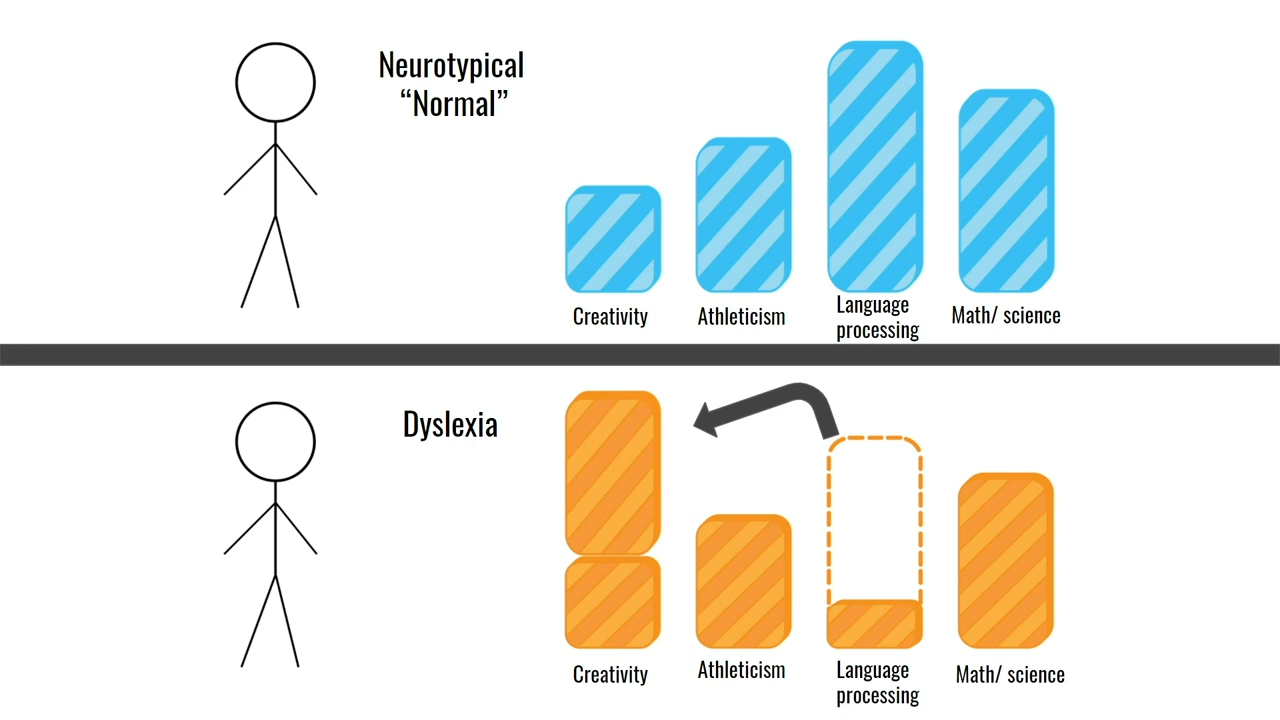 Neurotypical
“Normal”
Creativity
Athleticism
Language
processing
Math/ science
Dyslexia
Creativity
Athleticism
Language
processing
Math/ science